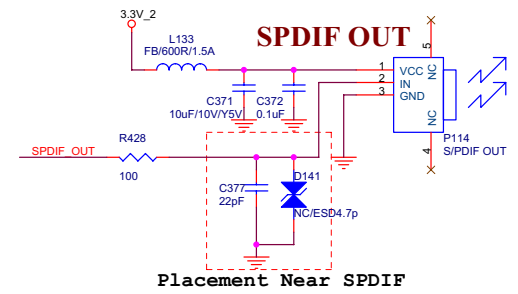 3.3V_2
L133
FB/600R/1.5A
SPDIF OUT
5
1
VCC
NC
2
IN
3
GND
C371
C372
10uF/10V/Y5V
0.1uF
NC
4
P114
S/PDIF OUT
R428
SPDIF_OUT
100
D141
C377
22pF
NC/ESD4.7p
Placement Near SPDIF